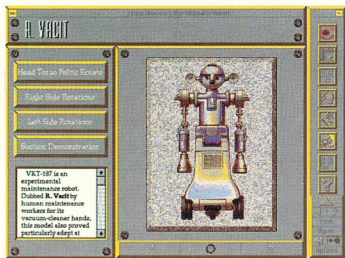 R. VACIT
Head Torso Pelvic Rotate
Right Side Rotations
Left Side Rotations
Suction Demonstration
VKT-187 is an
experimental
maintenance robot.
Dubbed R. Vacit by
human maintenance
workers for its
vacuum-cleaner hands,
this model also proved
particularly adept at